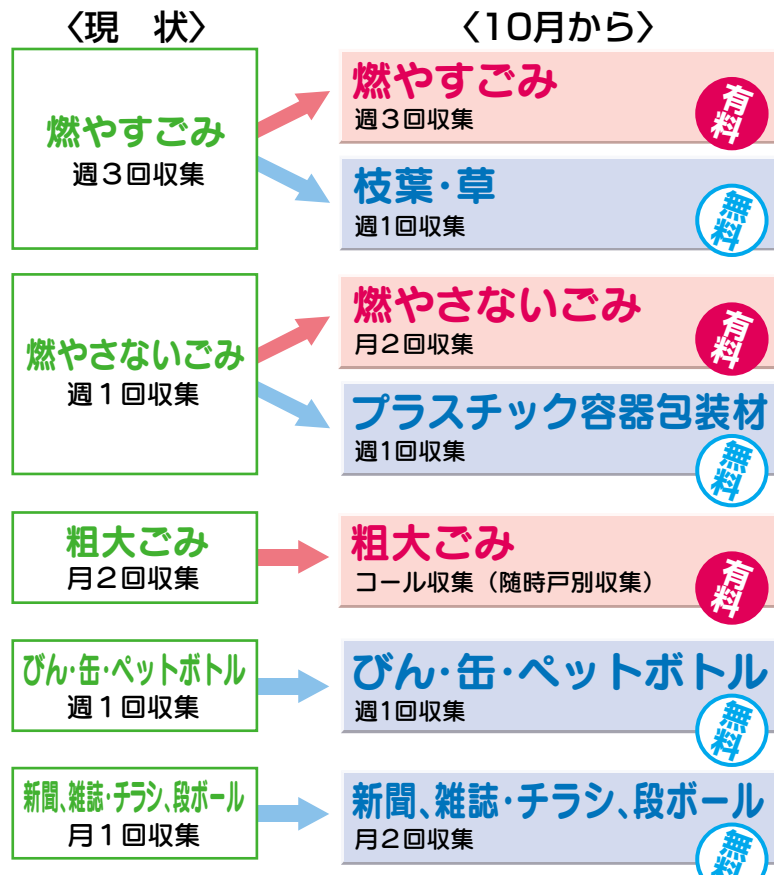 〈現　状〉
〈10月から〉
燃やすごみ
週3回収集
燃やすごみ
週3回収集
有料
枝葉・草
週1回収集
無料
燃やさないごみ
週1回収集
燃やさないごみ
月2回収集
有料
プラスチック容器包装材
週1回収集
無料
粗大ごみ
月2回収集
粗大ごみ
コール収集（随時戸別収集）
有料
びん・缶・ペットボトル
週1回収集
びん・缶・ペットボトル
週1回収集
無料
新聞、雑誌・チラシ、段ボール
月1回収集
新聞、雑誌・チラシ、段ボール
月2回収集
無料